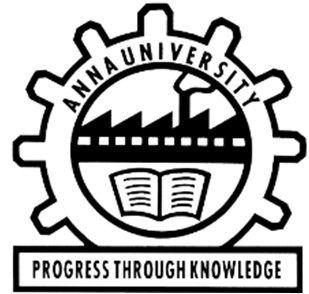 ANNA UNIVERSITY
PROGRESS THROUGH KNOWLEDGE